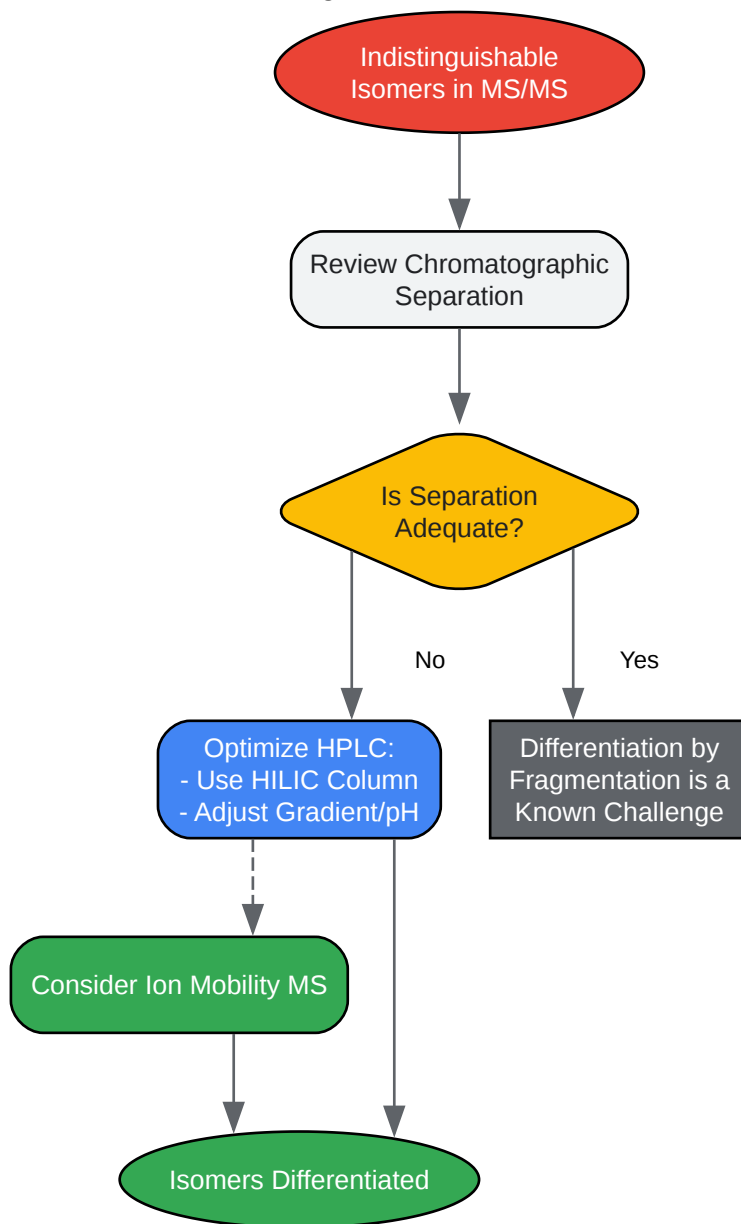 Indistinguishable
Isomers in MS/MS
Review Chromatographic
Separation
Is Separation
Adequate?
No
Yes
Optimize HPLC:
- Use HILIC Column
- Adjust Gradient/pH
Differentiation by
Fragmentation is a
Known Challenge
Consider Ion Mobility MS
Isomers Differentiated